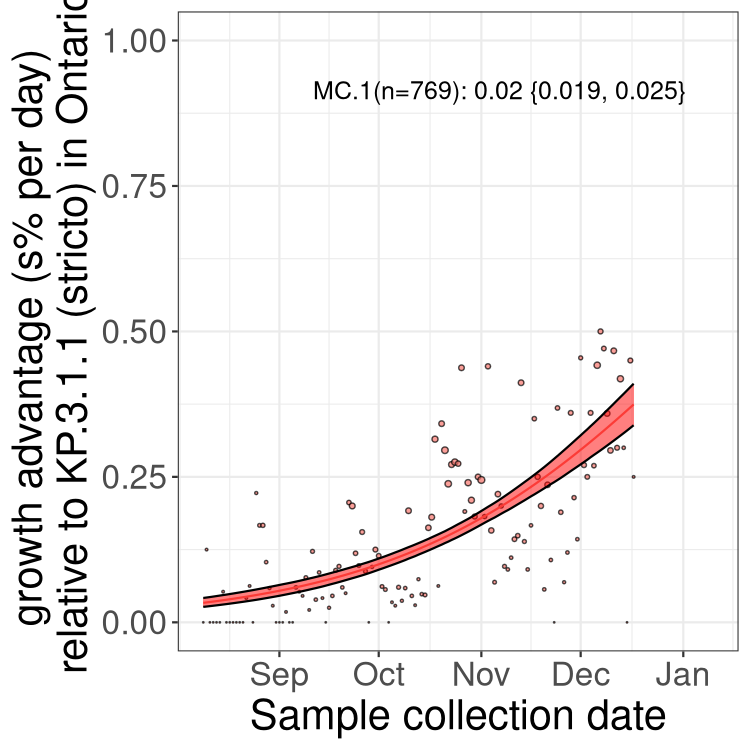 growth advantage (s% per day)
relative to KP.3.1.1 (stricto) in Ontario
1.00
0.75
0.50
0.25
0.00
MC.1(n=769): 0.02 {0.019, 0.025}
Sep Oct Nov Dec Jan
Sample collection date